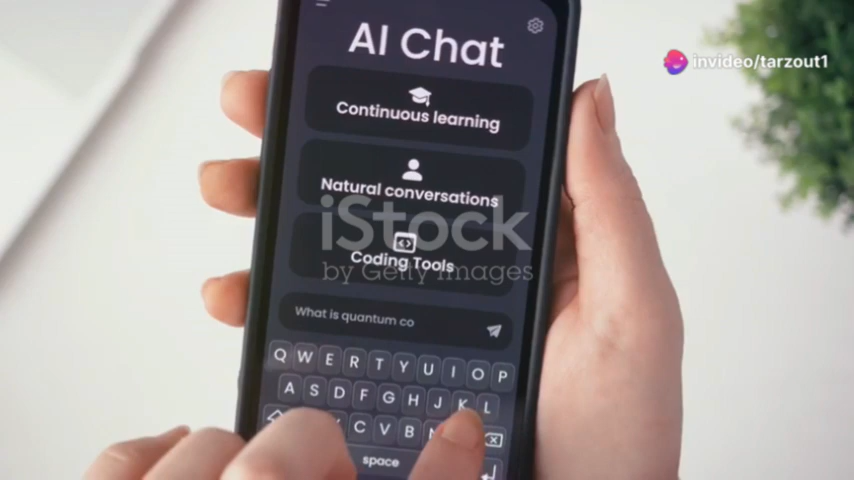 AI Chat
invideo/tarzout1
Continuous learning
Natural conversations
iStock
Coding Tools
by Getty Images
What is quantum co
Q W E R T Y U I O P
A S D F G H J K L
C V B
space